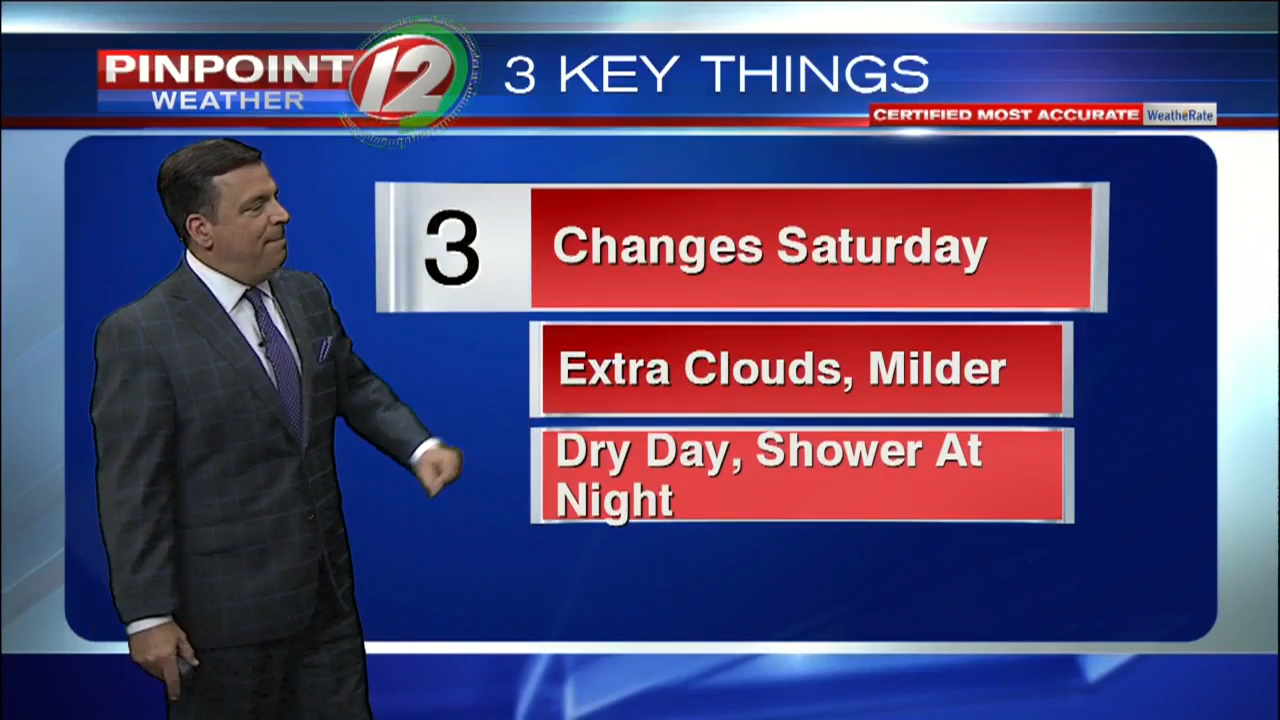 PINPOINT
WEATHER
12
3 KEY THINGS
CERTIFIED MOST ACCURATE
WeatheRate
3
Changes Saturday
Extra Clouds, Milder
Dry Day, Shower At
Night